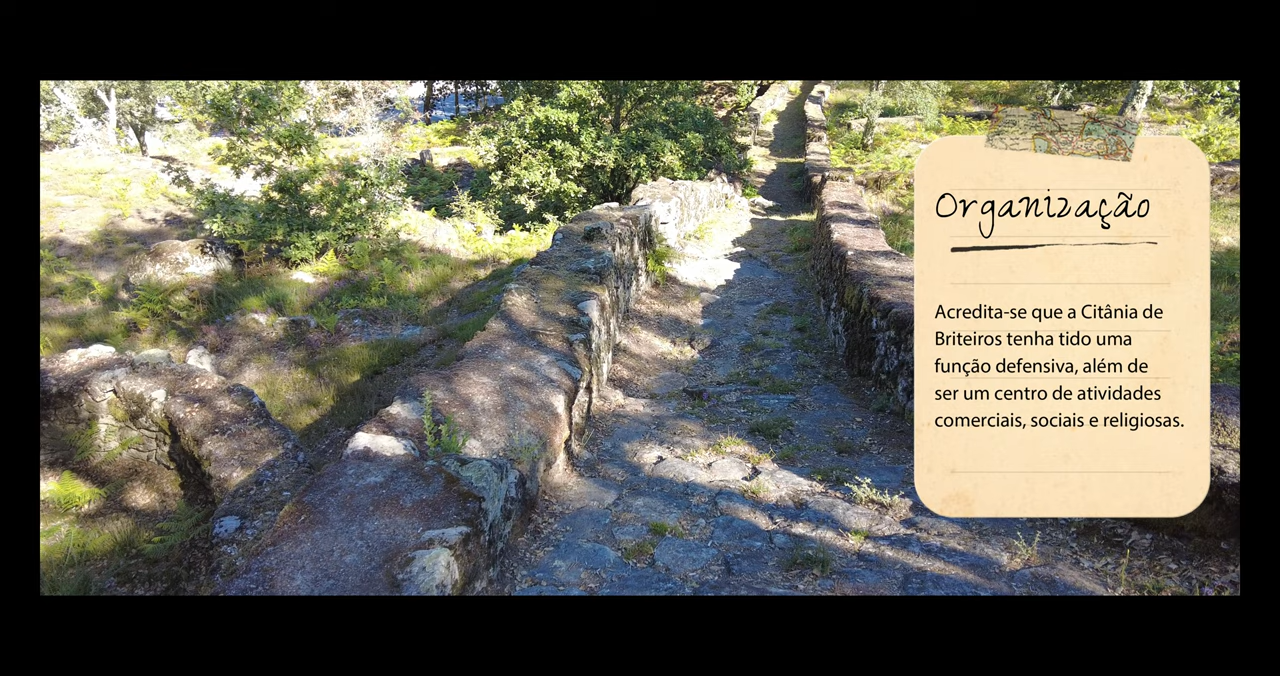 Organização
Acredita-se que a Citânia de
Briteiros tenha tido uma
função defensiva, além de
ser um centro de atividades
comerciais, sociais e religiosas.